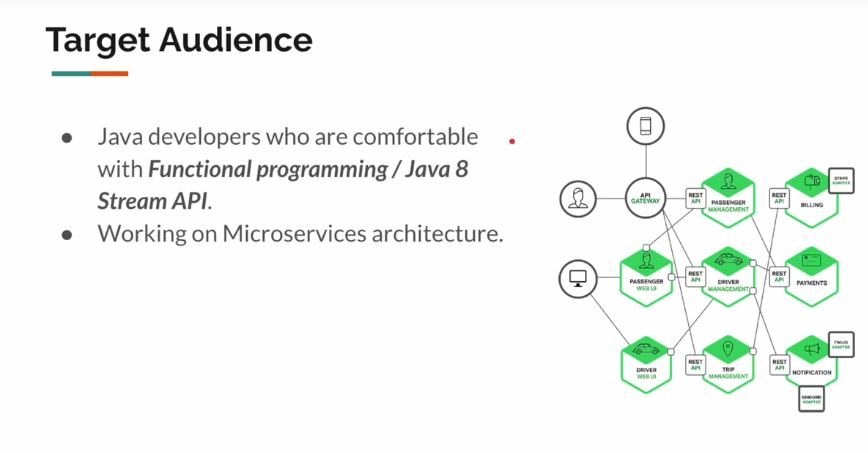 Target Audience
● Java developers who are comfortable
with Functional programming / Java 8
Stream API.
● Working on Microservices architecture.
API
GATEWAY
REST
API
PASSENGER
MANAGEMENT
REST
API
BILLING
STRIPE
ADAPTER
PASSENGER
WEB UI
REST
API
DRIVER
MANAGEMENT
REST
API
PAYMENTS
DRIVER
WEB UI
REST
API
TRIP
MANAGEMENT
REST
API
NOTIFICATION
TWILIO
ADAPTER
SENDGRID
ADAPTER